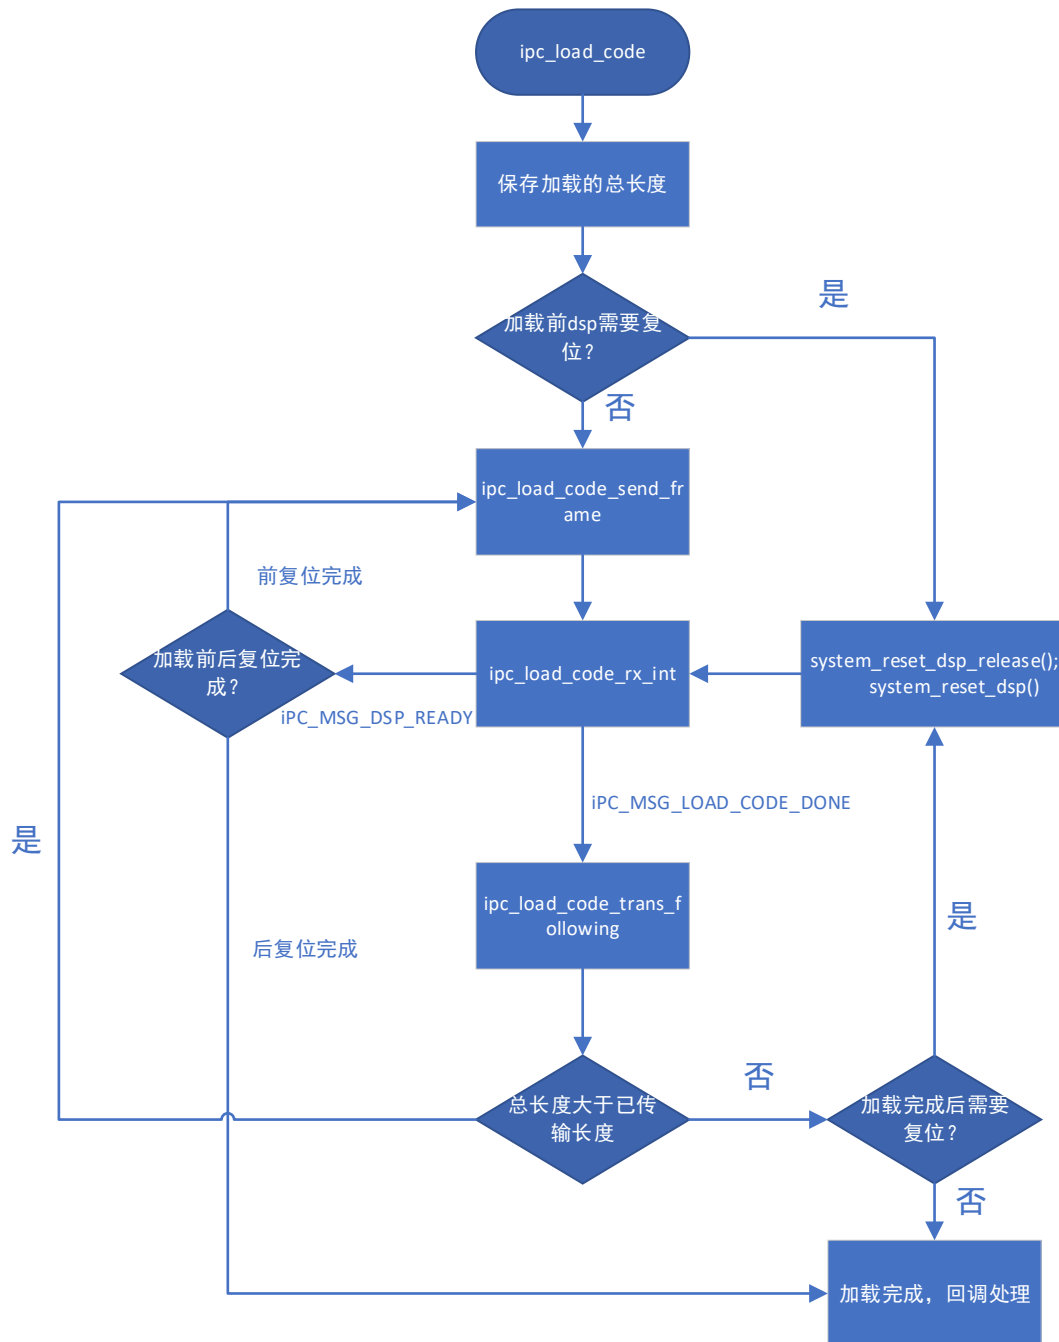 ipc_load_code
保存加载的总长度
是
加载前dsp需要复
位？
否
ipc_load_code_send_fr
ame
前复位完成
加载前后复位完
成？
ipc_load_code_rx_int
system_reset_dsp_release();
system_reset_dsp()
iPC_MSG_DSP_READY
iPC_MSG_LOAD_CODE_DONE
是
ipc_load_code_trans_f
ollowing
是
后复位完成
否
总长度大于已传
输长度
加载完成后需要
复位？
否
加载完成，回调处理